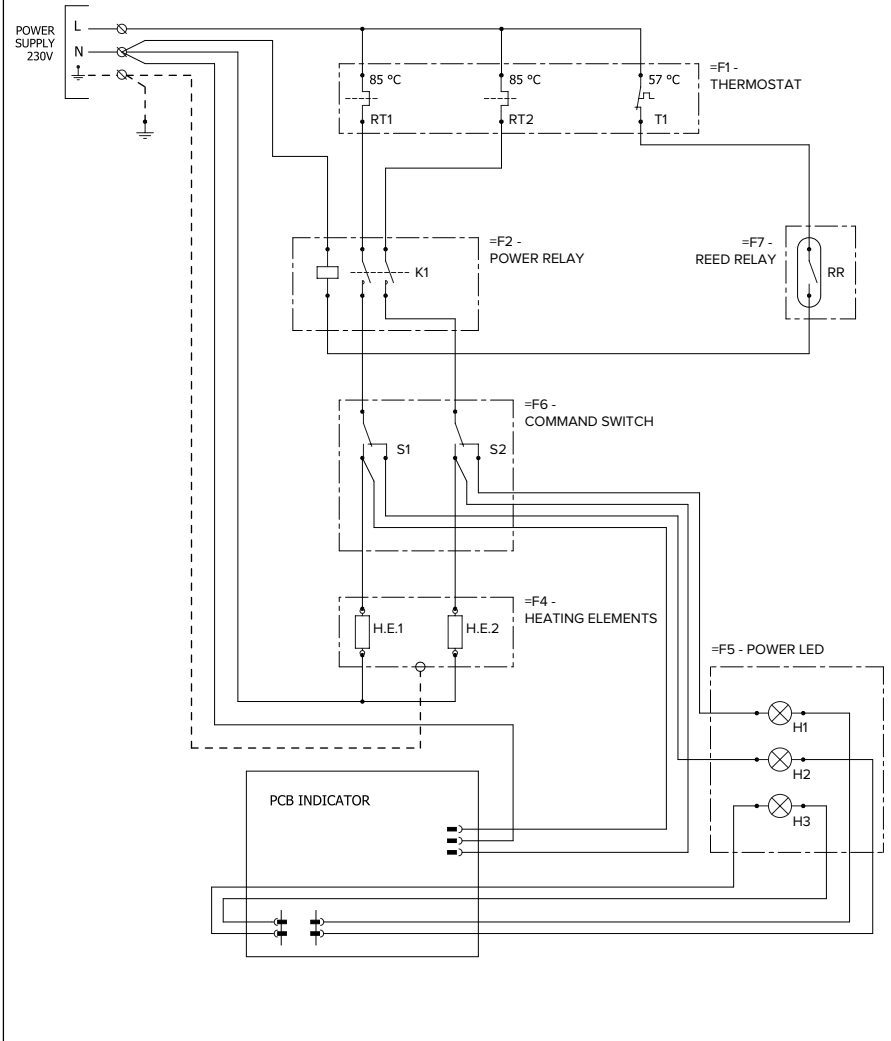 POWER
SUPPLY
230V
L
N
=F1 -
THERMOSTAT
85 ºC
85 ºC
57 ºC
RT1
RT2
T1
=F2 -
POWER RELAY
K1
=F7 -
REED RELAY
RR
=F6 -
COMMAND SWITCH
S1
S2
=F4 -
HEATING ELEMENTS
H.E.1
H.E.2
=F5 - POWER LED
H1
H2
H3
PCB INDICATOR